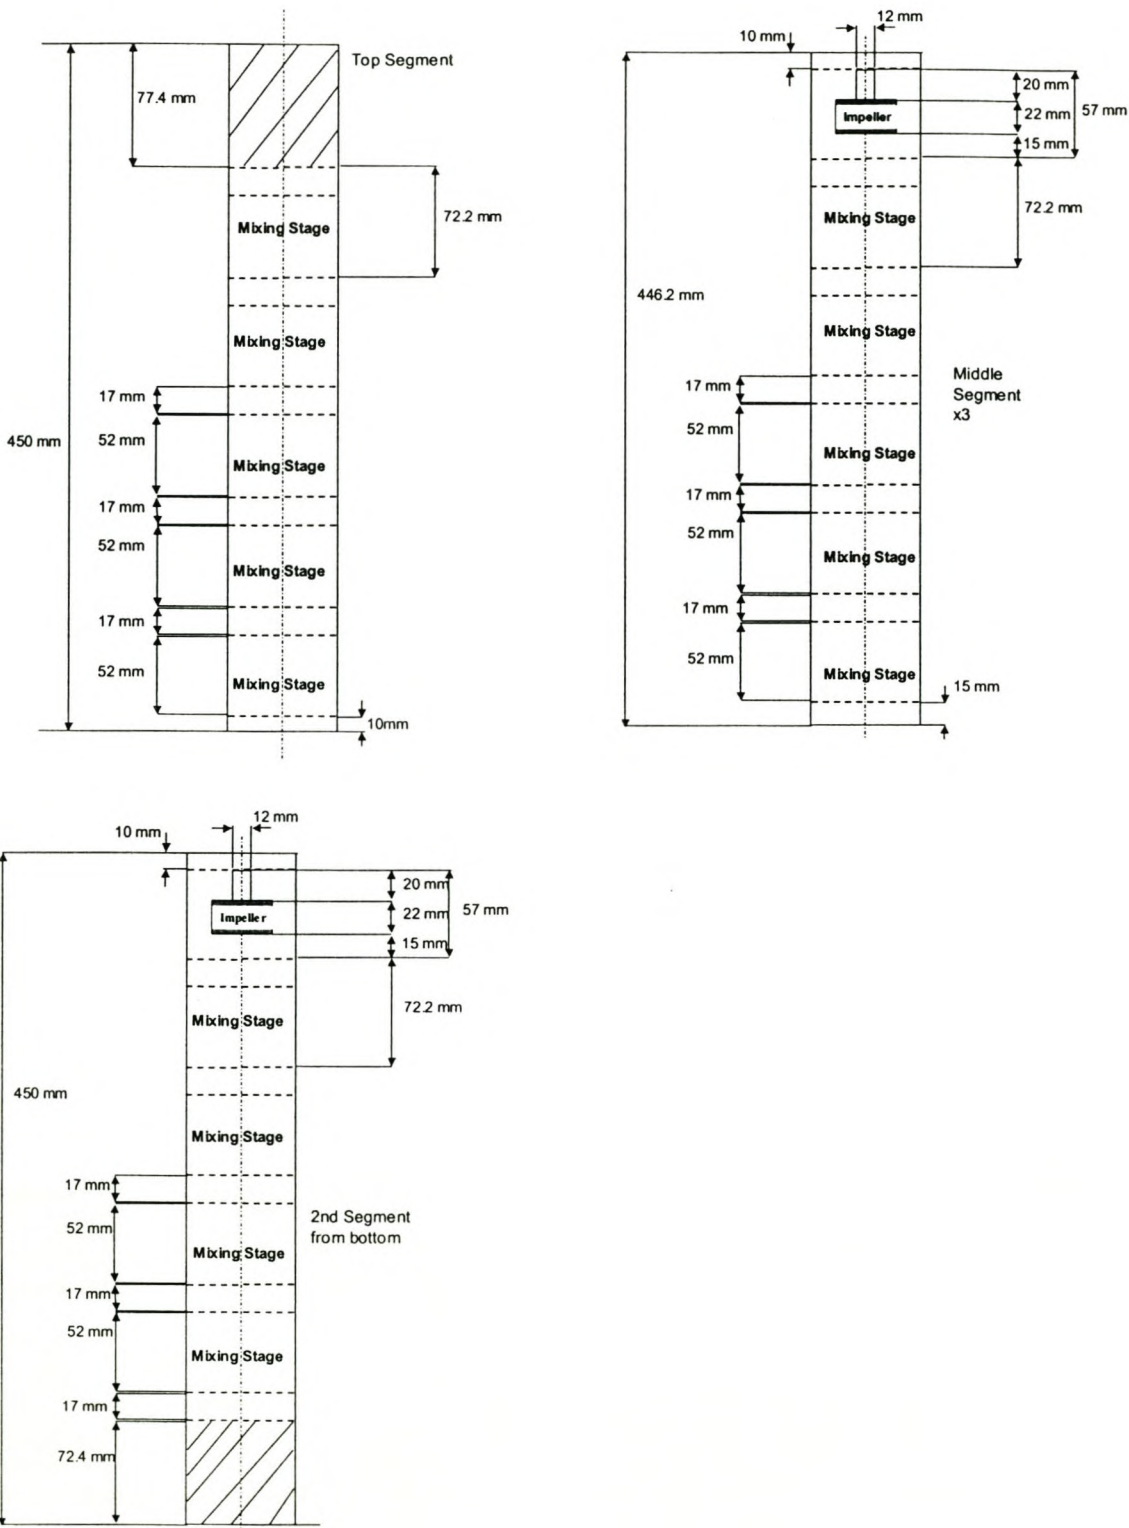 Top Segment
77.4 mm
72.2 mm
Mixing Stage
Mixing Stage
17 mm
52 mm
450 mm
Mixing Stage
17 mm
52 mm
Mixing Stage
17 mm
52 mm
Mixing Stage
10mm
12 mm
10 mm
20 mm
57 mm
Impeller
22 mm
15 mm
72.2 mm
Mixing Stage
446.2 mm
Mixing Stage
Middle
Segment
x3
17 mm
52 mm
Mixing Stage
17 mm
52 mm
Mixing Stage
17 mm
52 mm
Mixing Stage
15 mm
12 mm
10 mm
20 mm
57 mm
Impeller
22 mm
15 mm
72.2 mm
Mixing Stage
450 mm
Mixing Stage
17 mm
52 mm
2nd Segment
from bottom
Mixing Stage
17 mm
52 mm
Mixing Stage
17 mm
72.4 mm